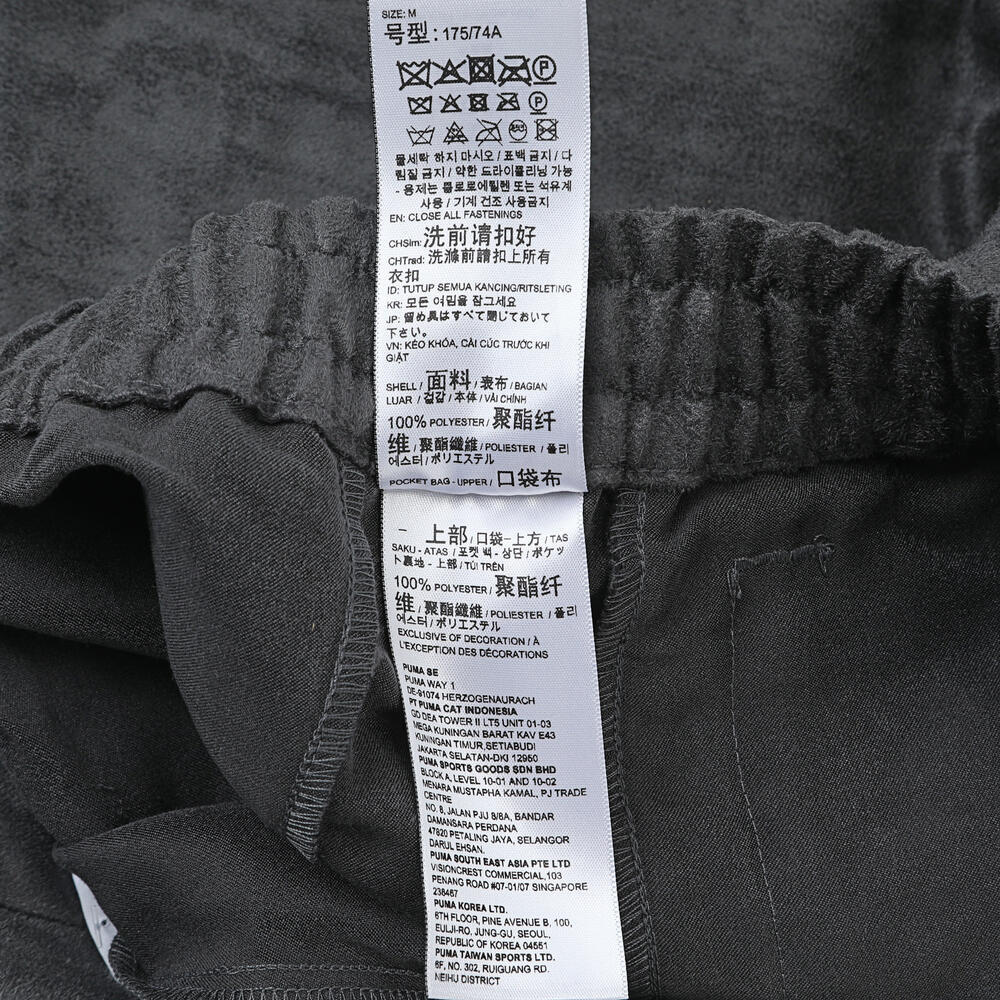 SIZE: M
号型: 175/74A
물세탁 하지 마시오 / 표백 금지 / 다
림질 금지 / 약한 드라이클리닝 가능
- 용제는 클로로에틸렌 또는 석유계
사용 / 기계 건조 사용금지
EN: CLOSE ALL FASTENINGS
CHSim: 洗前请扣好
CHTrad: 洗滌前請扣上所有
衣扣
ID: TUTUP SEMUA KANCING/RITSLETING
KR: 모든 여밈을 잠그세요
JP: 留め具はすべて閉じておいて
下さい。
VN: KÉO KHÓA, CÀI CÚC TRƯỚC KHI
GIẶT
SHELL / 面料 / 表布 / BAGIAN
LUAR / 겉감 / 本体 / VẢI CHÍNH
100% POLYESTER / 聚酯纤
维 / 聚酯纖維 / POLIESTER / 폴리
에스터 / ポリエステル
POCKET BAG - UPPER / 口袋布
- 上部 / 口袋-上方 / TAS
SAKU - ATAS / 포켓 백 - 상단 / ポケッ
ト裏地 - 上部 / TÚI TRÊN
100% POLYESTER / 聚酯纤
维 / 聚酯纖維 / POLIESTER / 폴리
에스터 / ポリエステル
EXCLUSIVE OF DECORATION / À
L'EXCEPTION DES DÉCORATIONS
PUMA SE
PUMA WAY 1
DE-91074 HERZOGENAURACH
PT PUMA CAT INDONESIA
GD DEA TOWER II LT5 UNIT 01-03
MEGA KUNINGAN BARAT KAV E43
KUNINGAN TIMUR,SETIABUDI
JAKARTA SELATAN-DKI 12950
PUMA SPORTS GOODS SDN BHD
BLOCK A, LEVEL 10-01 AND 10-02
MENARA MUSTAPHA KAMAL, PJ TRADE
CENTRE
NO. 8, JALAN PJU 8/8A, BANDAR
DAMANSARA PERDANA
47820 PETALING JAYA, SELANGOR
DARUL EHSAN.
PUMA SOUTH EAST ASIA PTE LTD
VISIONCREST COMMERCIAL,103
PENANG ROAD #07-01/07 SINGAPORE
238467
PUMA KOREA LTD.
6TH FLOOR, PINE AVENUE B, 100,
EULJI-RO, JUNG-GU, SEOUL,
REPUBLIC OF KOREA 04551
PUMA TAIWAN SPORTS LTD.
6F, NO. 302, RUIGUANG RD.
NEIHU DISTRICT